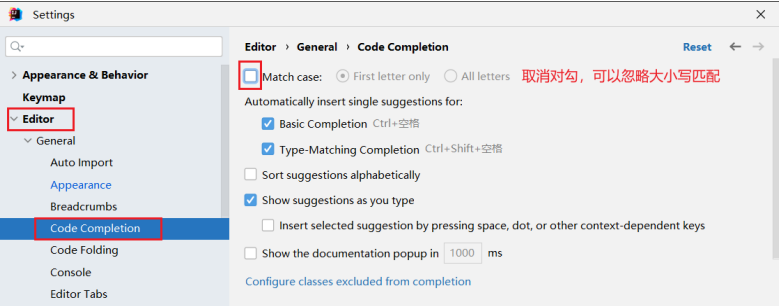 Settings
Editor › General › Code Completion Reset
Appearance & Behavior
Keymap
Editor
General
Auto Import
Appearance
Breadcrumbs
Code Completion
Code Folding
Console
Editor Tabs
Match case: First letter only All letters 取消对勾，可以忽略大小写匹配
Automatically insert single suggestions for:
Basic Completion Ctrl+空格
Type-Matching Completion Ctrl+Shift+空格
Sort suggestions alphabetically
Show suggestions as you type
Insert selected suggestion by pressing space, dot, or other context-dependent keys
Show the documentation popup in 1000 ms
Configure classes excluded from completion